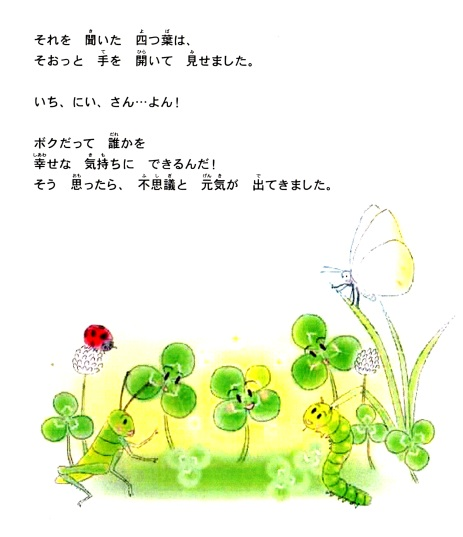 それを 聞いた 四つ葉は、
そおっと 手を 開いて 見せました。
いち、にい、さん…よん！
ボクだって 誰かを
幸せな 気持ちに できるんだ！
そう 思ったら、 不思議と 元気が 出てきました。